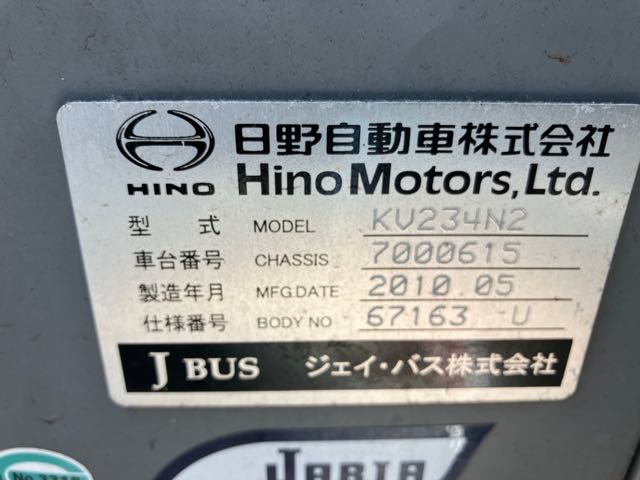 日野自動車株式会社
HINO Hino Motors, Ltd.
型 式 MODEL KV234N2
車台番号 CHASSIS 7000615
製造年月 MFG.DATE 2010.05
仕様番号 BODY NO 67163 U
J BUS ジェイ・バス株式会社
JABIA